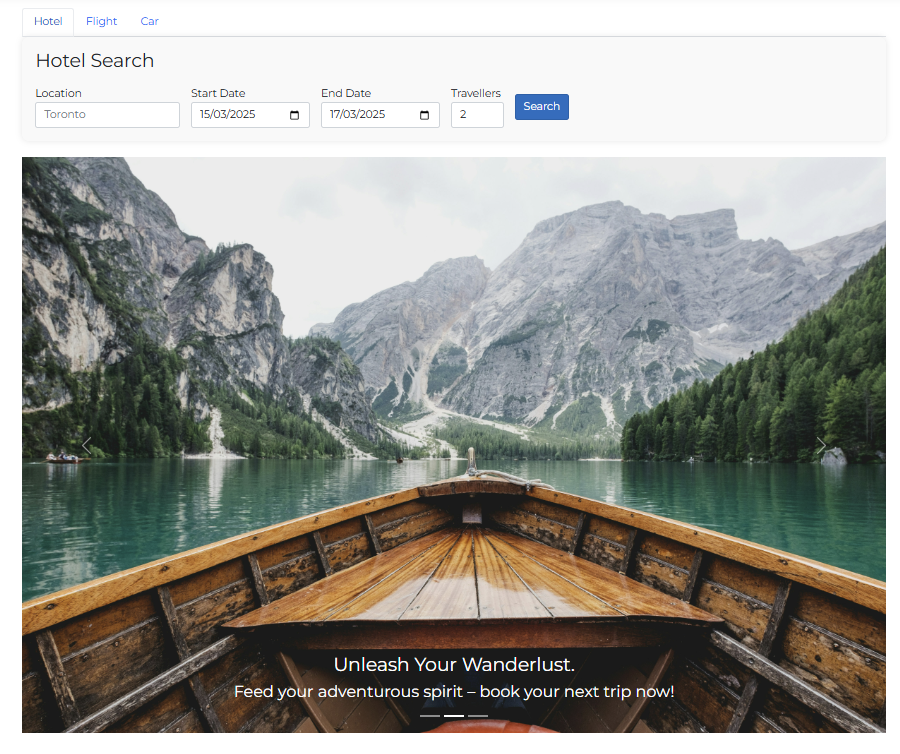 Hotel Flight Car
Hotel Search
Location Start Date End Date Travellers
Toronto 15/03/2025 17/03/2025 2 Search
Unleash Your Wanderlust.
Feed your adventurous spirit – book your next trip now!